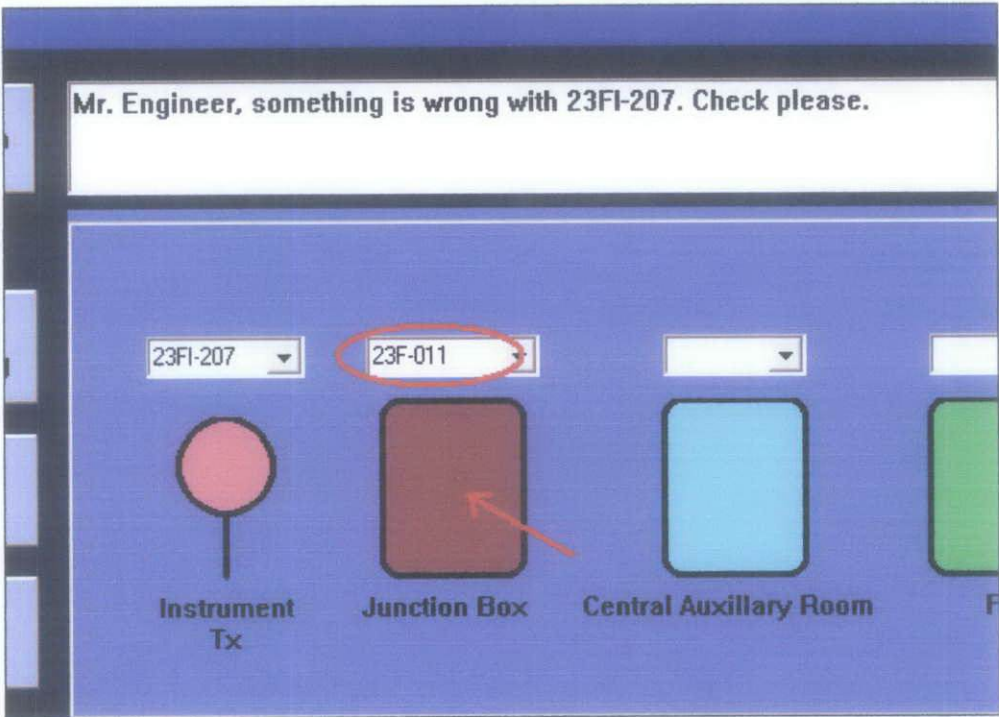 Mr. Engineer, something is wrong with 23FI-207. Check please.
23FI-207
23F-011
Instrument
Tx
Junction Box
Central Auxillary Room
F